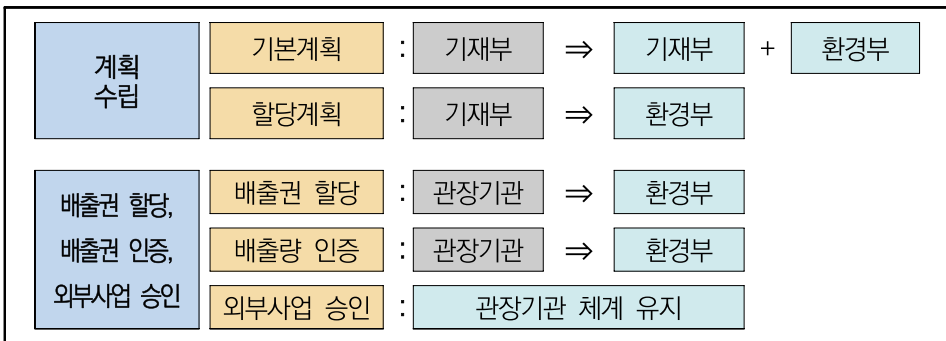 계획
수립
기본계획 : 기재부 ⇒ 기재부 + 환경부
할당계획 : 기재부 ⇒ 환경부
배출권 할당,
배출권 인증,
외부사업 승인
배출권 할당 : 관장기관 ⇒ 환경부
배출량 인증 : 관장기관 ⇒ 환경부
외부사업 승인 : 관장기관 체계 유지